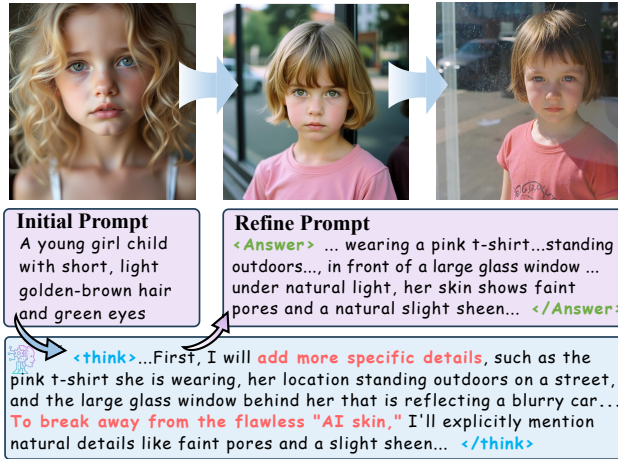 Initial Prompt
A young girl child
with short, light
golden-brown hair
and green eyes
Refine Prompt
<Answer> ... wearing a pink t-shirt...standing
outdoors..., in front of a large glass window ...
under natural light, her skin shows faint
pores and a natural slight sheen... </Answer>
<think>...First, I will add more specific details, such as the
pink t-shirt she is wearing, her location standing outdoors on a street,
and the large glass window behind her that is reflecting a blurry car...
To break away from the flawless "AI skin," I'll explicitly mention
natural details like faint pores and a slight sheen... </think>